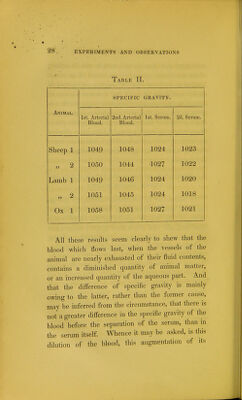 28 EXPERIMENTS AND OBSERVATIONS
TABLE II.
SPECIFIC GRAVITY.
ANIMAL. 1st. Arterial Blood. 2nd. Arterial Blood. 1st. Serum. 2d. Serum.
Sheep 1 1049 1048 1024 1023
„ 2 1050 1044 1027 1022
Lamb 1 1049 1046 1024 1020
„ 2 1051 1045 1024 1018
Ox 1 1058 1051 1027 1021
All these results seem clearly to shew that the
blood which flows last, when the vessels of the
animal are nearly exhausted of their fluid contents,
contains a diminished quantity of animal matter,
or an increased quantity of the aqueous part. And
that the difference of specific gravity is mainly
owing to the latter, rather than the former cause,
may be inferred from the circumstance, that there is
not a greater difference in the specific gravity of the
blood before the separation of the serum, than in
the serum itself. Whence it may be asked, is this
dilution of the blood, this augmentation of its